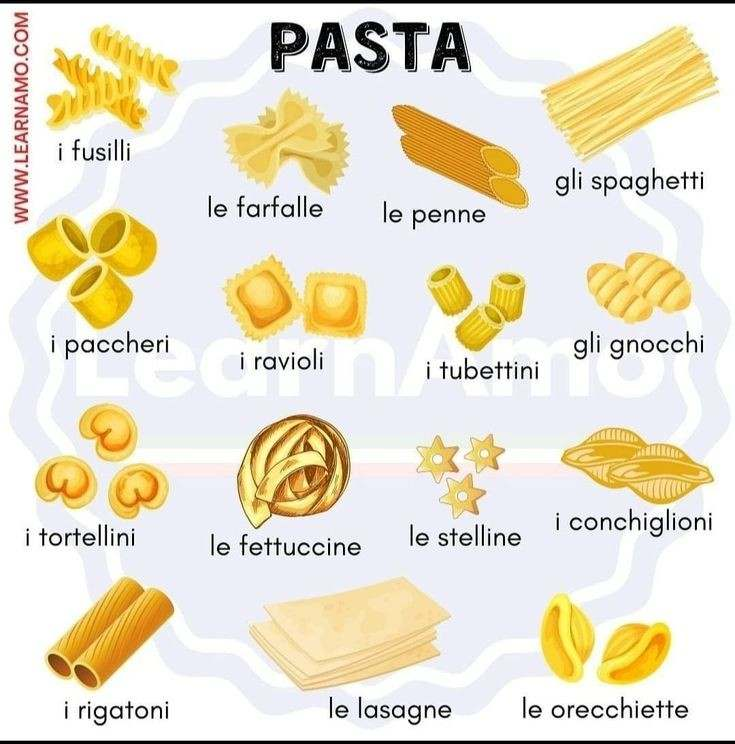 PASTA
WWW.LEARNAMO.COM
i fusilli
le farfalle
le penne
gli spaghetti
i paccheri
i ravioli
i tubettini
gli gnocchi
LearnAmo
i tortellini
le fettuccine
le stelline
i conchiglioni
i rigatoni
le lasagne
le orecchiette